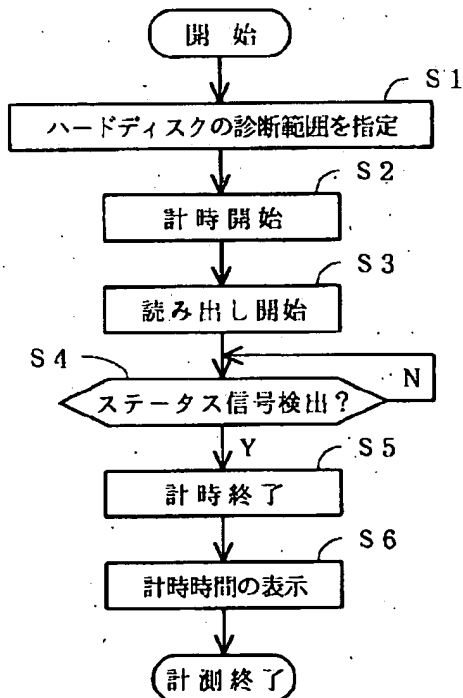 開 始
S1
ハードディスクの診断範囲を指定
S2
計時開始
S3
読み出し開始
S4
ステータス信号検出?
N
Y
S5
計時終了
S6
計時時間の表示
計測終了